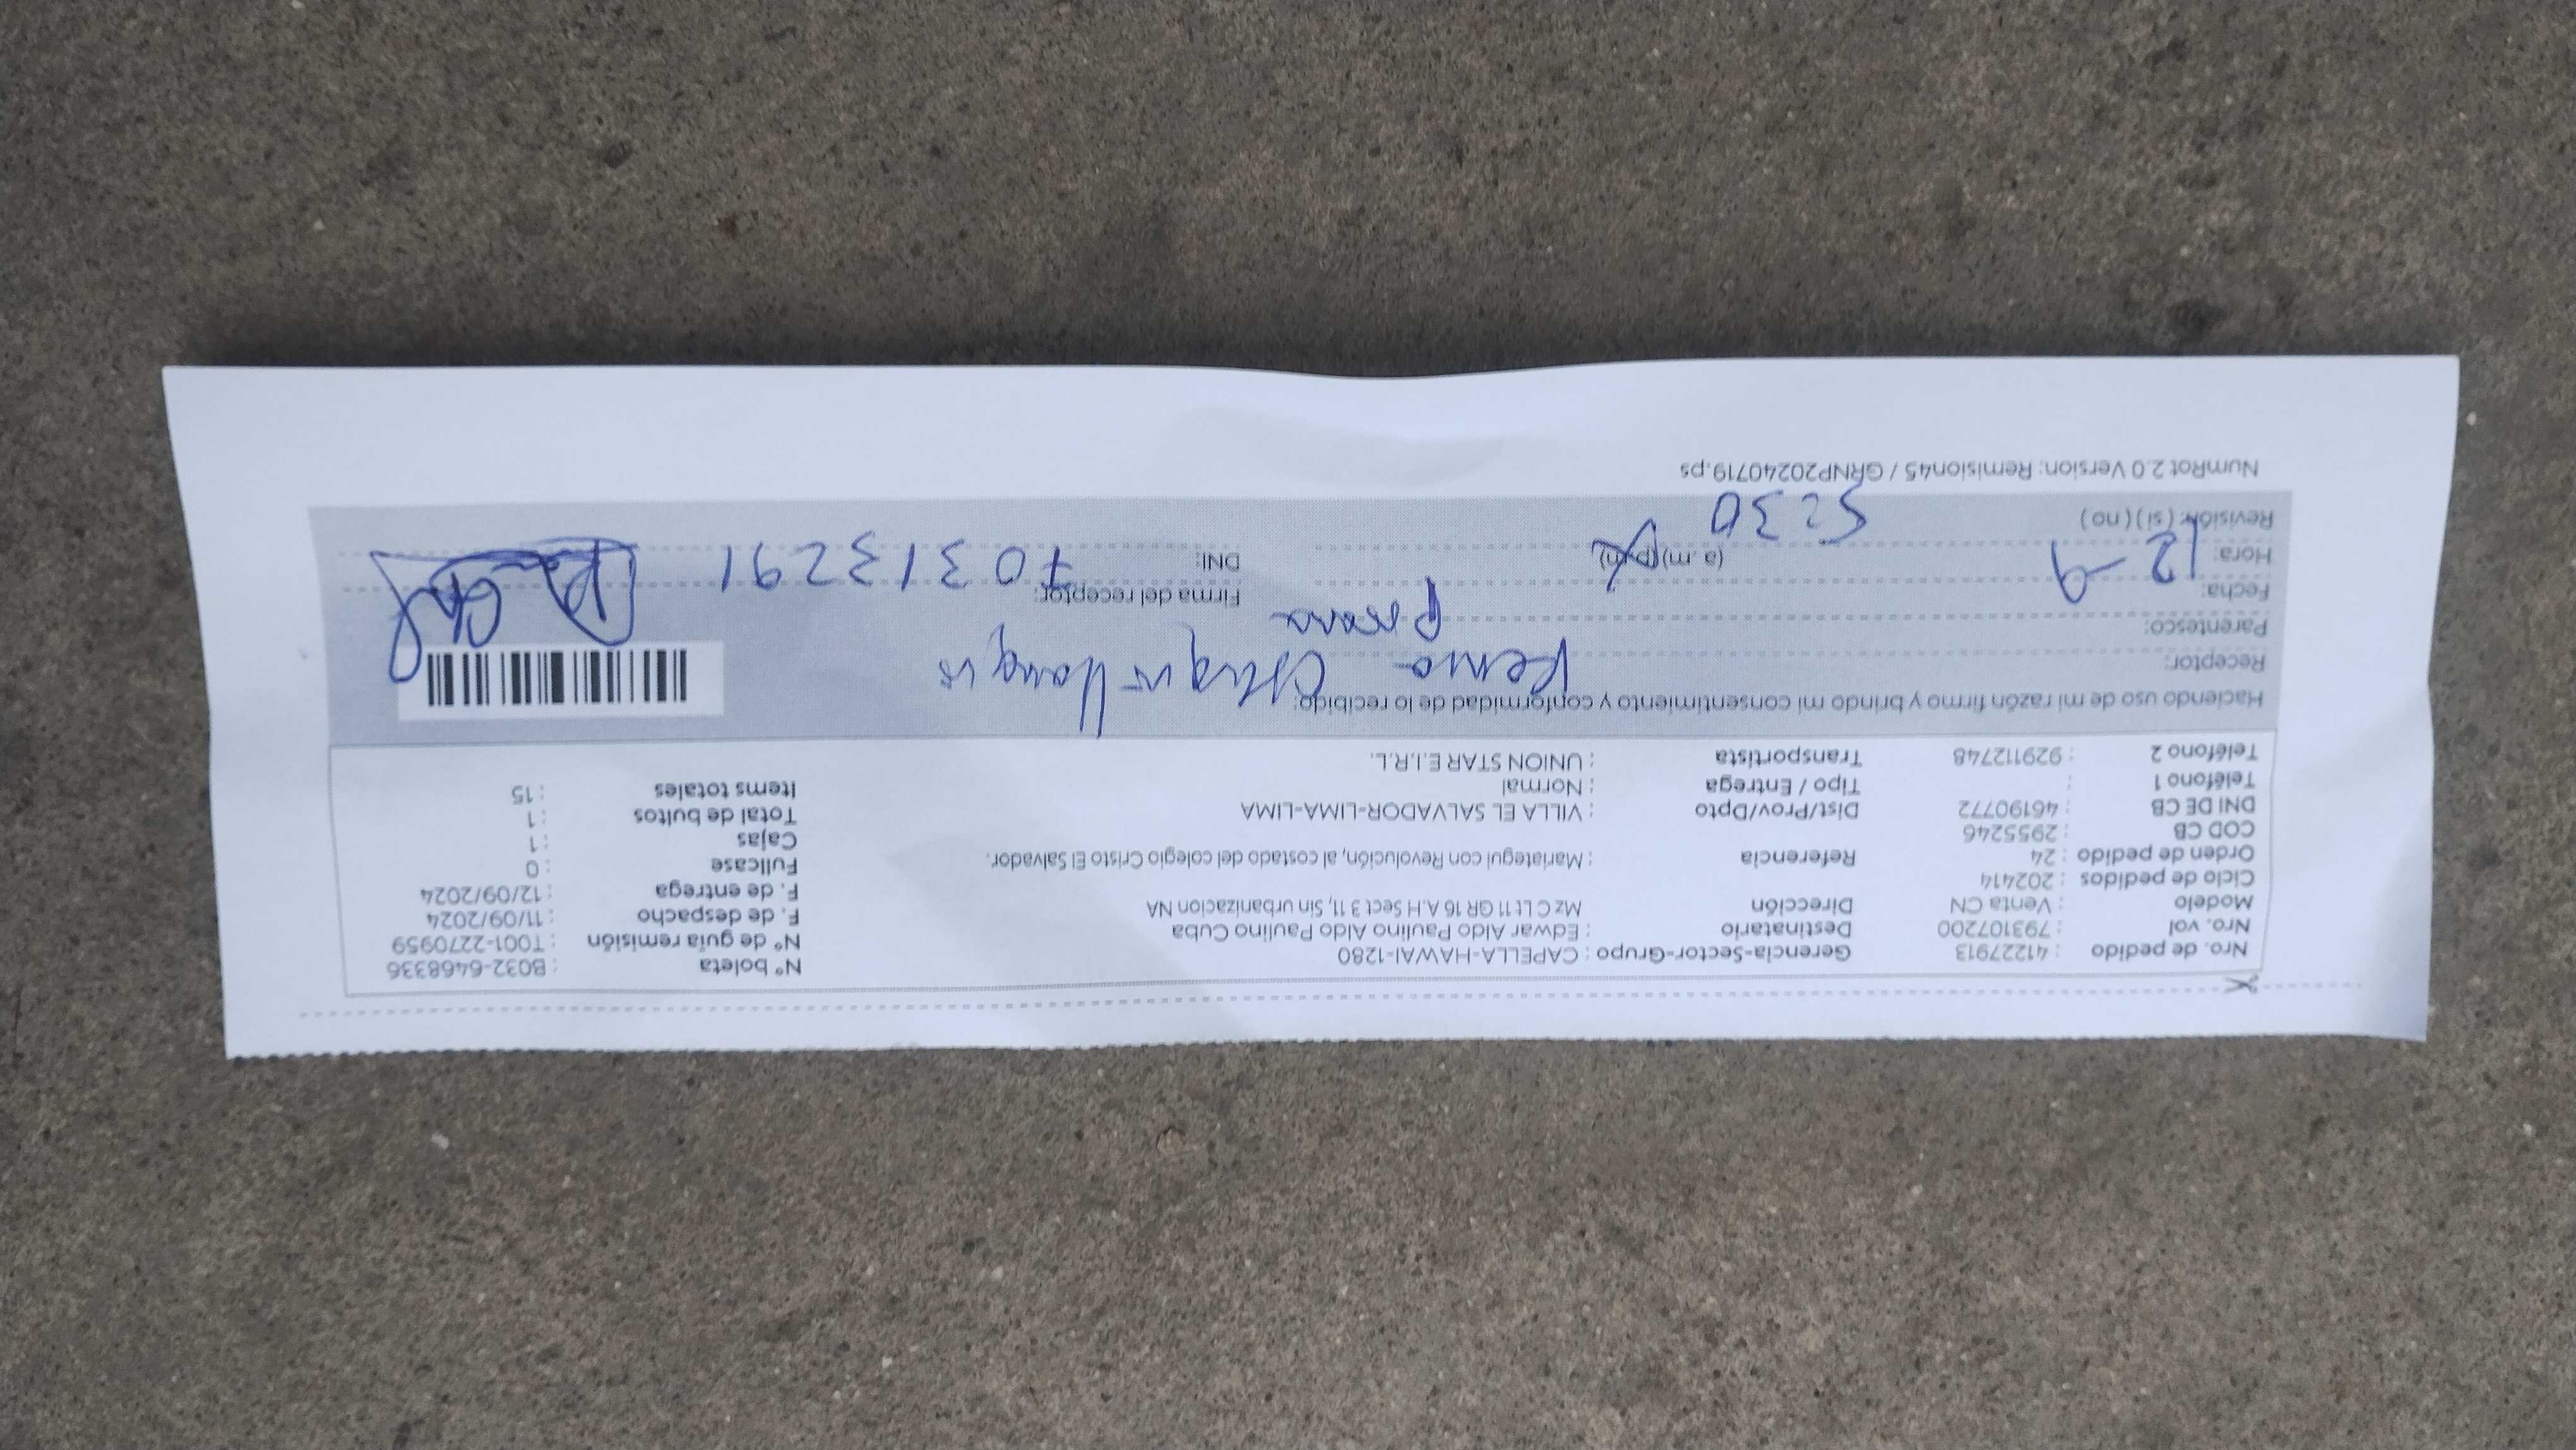 Nro. de pedido : 41227913 Gerencia-Sector-Grupo : CAPELLA-HAWAI-1280 N° boleta : B032-6468336
Nro. vol : 793107200 Destinatario : Edwar Aldo Paulino Aldo Paulino Cuba N° de guía remisión : T001-2270959
Modelo : Venta CN Dirección Mz C Lt 11 GR 16 A.H Sect 3 11, Sin urbanizacion NA F. de despacho : 11/09/2024
Ciclo de pedidos : 202414 F. de entrega : 12/09/2024
Orden de pedido : 24 Referencia : Mariategui con Revolución, al costado del colegio Cristo El Salvador. Fullcase : 0
COD CB : 2955246 Cajas : 1
DNI DE CB : 46190772 Dist/Prov/Dpto : VILLA EL SALVADOR-LIMA-LIMA Total de bultos : 1
Teléfono 1 : Tipo / Entrega : Normal Items totales : 15
Teléfono 2 : 929112748 Transportista : UNION STAR E.I.R.L.
Haciendo uso de mi razón firmo y brindo mi consentimiento y conformidad de lo recibido:
Receptor:
Parentesco:
Fecha: 12-9 Firma del receptor:
Hora: 5:30 (a.m)(p.m) DNI: 70313291
Revisión: (si) (no)
NumRot 2.0 Version: Remision45 / GRNP20240719.ps